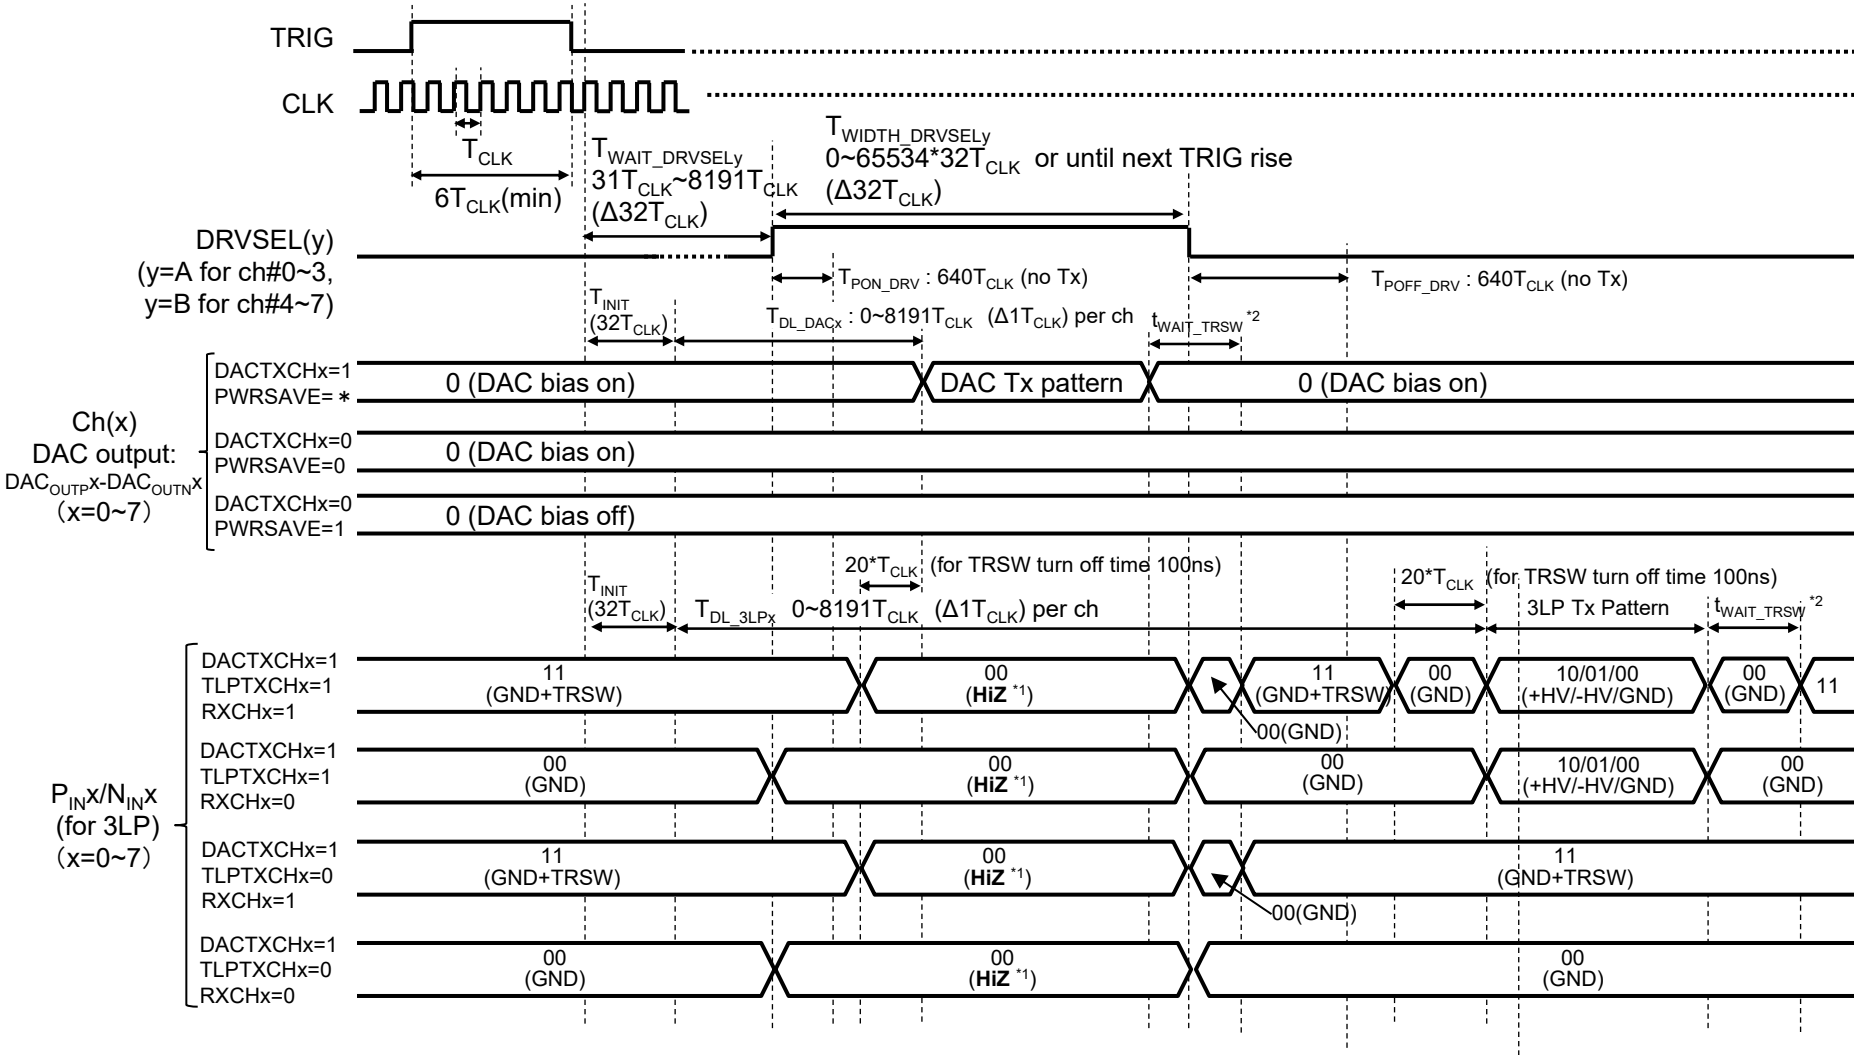 TRIG
CLK
T_CLK
6T_CLK(min)
T_WAIT_DRVSELy
31T_CLK~8191T_CLK
(Δ32T_CLK)
T_WIDTH_DRVSELy
0~65534*32T_CLK or until next TRIG rise
(Δ32T_CLK)
DRVSEL(y)
(y=A for ch#0~3,
y=B for ch#4~7)
T_PON_DRV : 640T_CLK (no Tx)
T_POFF_DRV : 640T_CLK (no Tx)
T_INIT
(32T_CLK)
T_DL_DACx : 0~8191T_CLK (Δ1T_CLK) per ch
t_WAIT_TRSW *2
Ch(x)
DAC output:
DAC_OUTPx-DAC_OUTNx
(x=0~7)
DACTXCHx=1
PWRSAVE=*
0 (DAC bias on)
DAC Tx pattern
0 (DAC bias on)
DACTXCHx=0
PWRSAVE=0
0 (DAC bias on)
DACTXCHx=0
PWRSAVE=1
0 (DAC bias off)
20*T_CLK (for TRSW turn off time 100ns)
20*T_CLK (for TRSW turn off time 100ns)
T_INIT
(32T_CLK)
T_DL_3LPx 0~8191T_CLK (Δ1T_CLK) per ch
3LP Tx Pattern
t_WAIT_TRSW *2
P_INx/N_INx
(for 3LP)
(x=0~7)
DACTXCHx=1
TLPTXCHx=1
RXCHx=1
11
(GND+TRSW)
00
(HiZ *1)
00(GND)
11
(GND+TRSW)
00
(GND)
10/01/00
(+HV/-HV/GND)
00
(GND)
11
DACTXCHx=1
TLPTXCHx=1
RXCHx=0
00
(GND)
00
(HiZ *1)
00
(GND)
10/01/00
(+HV/-HV/GND)
00
(GND)
DACTXCHx=1
TLPTXCHx=0
RXCHx=1
11
(GND+TRSW)
00
(HiZ *1)
00(GND)
11
(GND+TRSW)
DACTXCHx=1
TLPTXCHx=0
RXCHx=0
00
(GND)
00
(HiZ *1)
00
(GND)